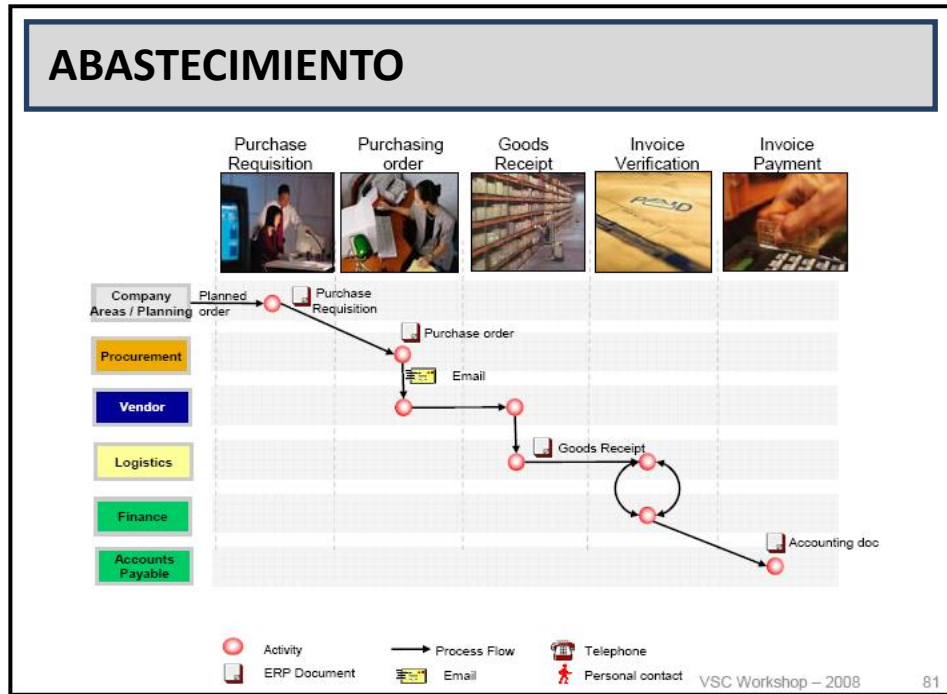 ABASTECIMIENTO
Purchase
Requisition
Purchasing
order
Goods
Receipt
Invoice
Verification
Invoice
Payment
Company
Areas / Planning
Planned
order
Purchase
Requisition
Purchase order
Procurement
Email
Vendor
Goods Receipt
Logistics
Finance
Accounting doc
Accounts
Payable
Activity
Process Flow
Telephone
ERP Document
Email
Personal contact
VSC Workshop – 2008
81